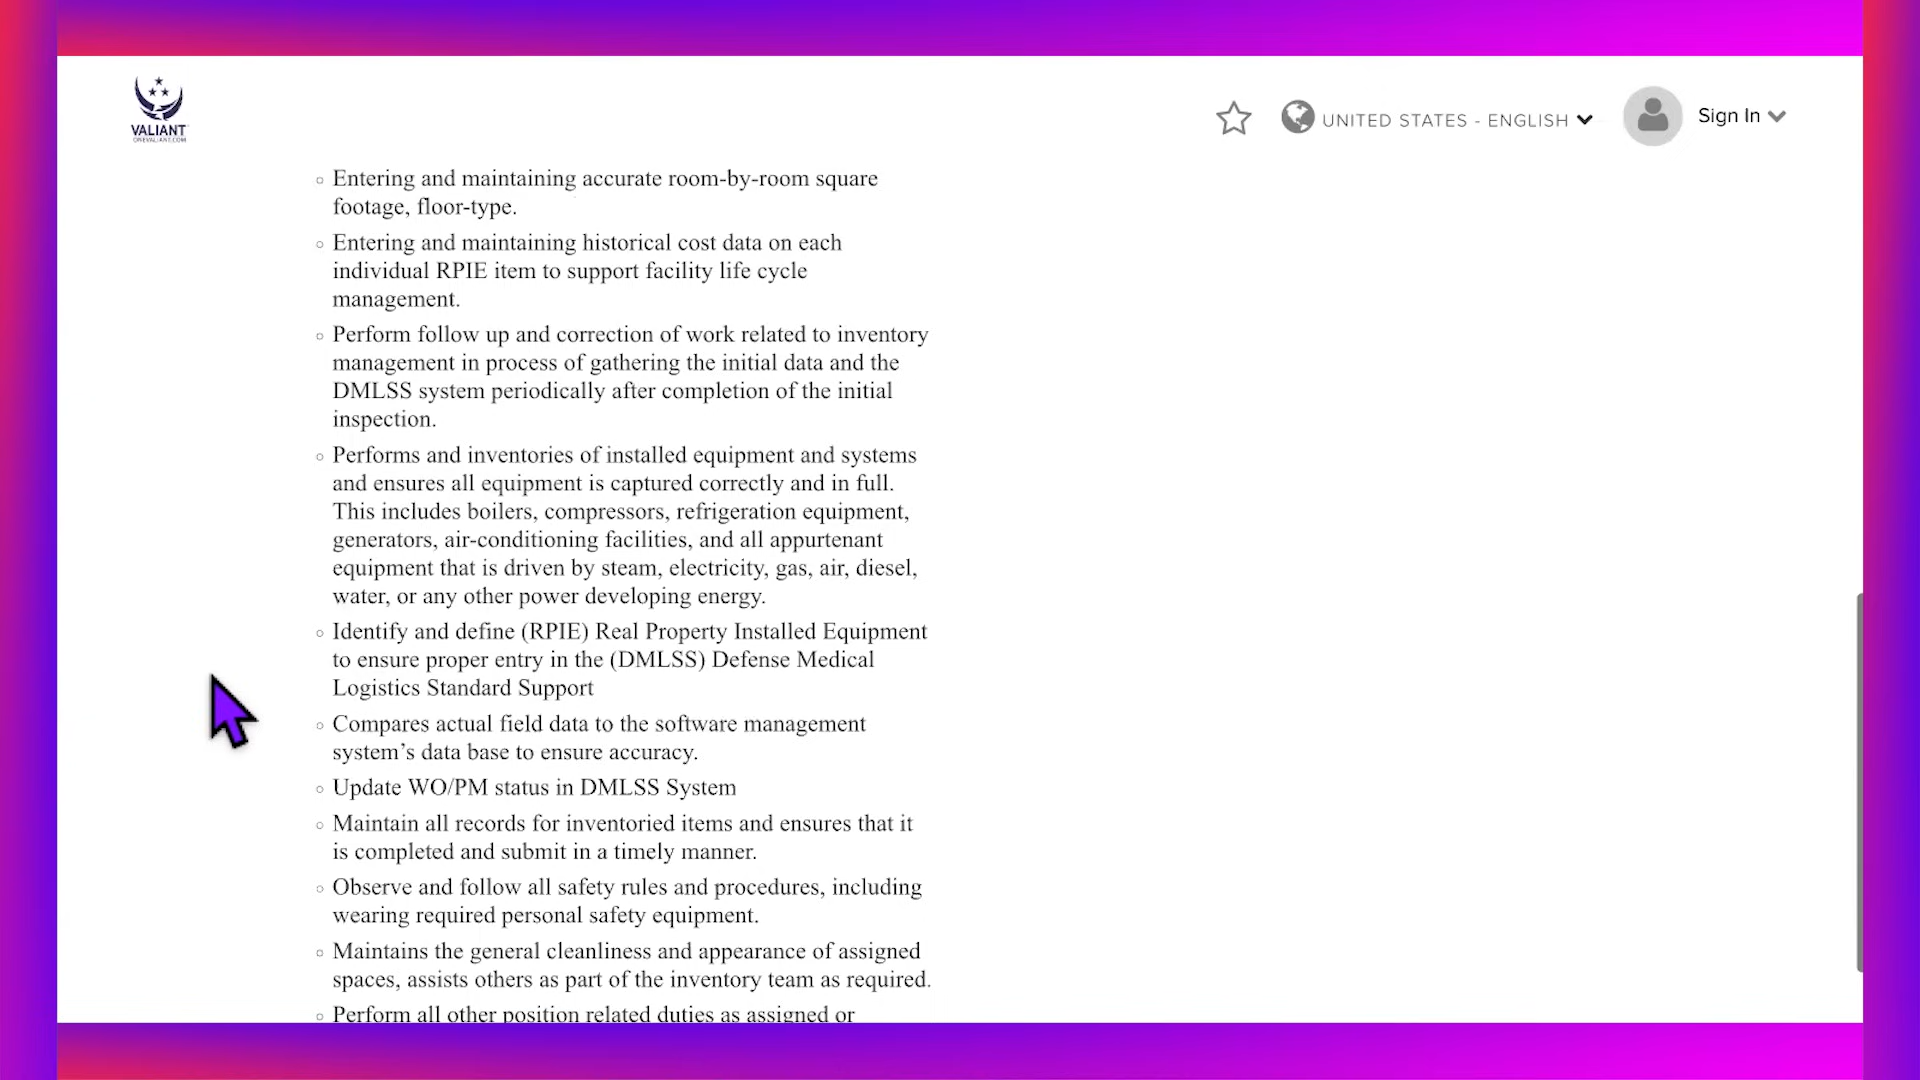 VALIANT
ONEVALIANT.COM
UNITED STATES - ENGLISH
Sign In
Entering and maintaining accurate room-by-room square
footage, floor-type.
Entering and maintaining historical cost data on each
individual RPIE item to support facility life cycle
management.
Perform follow up and correction of work related to inventory
management in process of gathering the initial data and the
DMLSS system periodically after completion of the initial
inspection.
Performs and inventories of installed equipment and systems
and ensures all equipment is captured correctly and in full.
This includes boilers, compressors, refrigeration equipment,
generators, air-conditioning facilities, and all appurtenant
equipment that is driven by steam, electricity, gas, air, diesel,
water, or any other power developing energy.
Identify and define (RPIE) Real Property Installed Equipment
to ensure proper entry in the (DMLSS) Defense Medical
Logistics Standard Support
Compares actual field data to the software management
system’s data base to ensure accuracy.
Update WO/PM status in DMLSS System
Maintain all records for inventoried items and ensures that it
is completed and submit in a timely manner.
Observe and follow all safety rules and procedures, including
wearing required personal safety equipment.
Maintains the general cleanliness and appearance of assigned
spaces, assists others as part of the inventory team as required.
Perform all other position related duties as assigned or